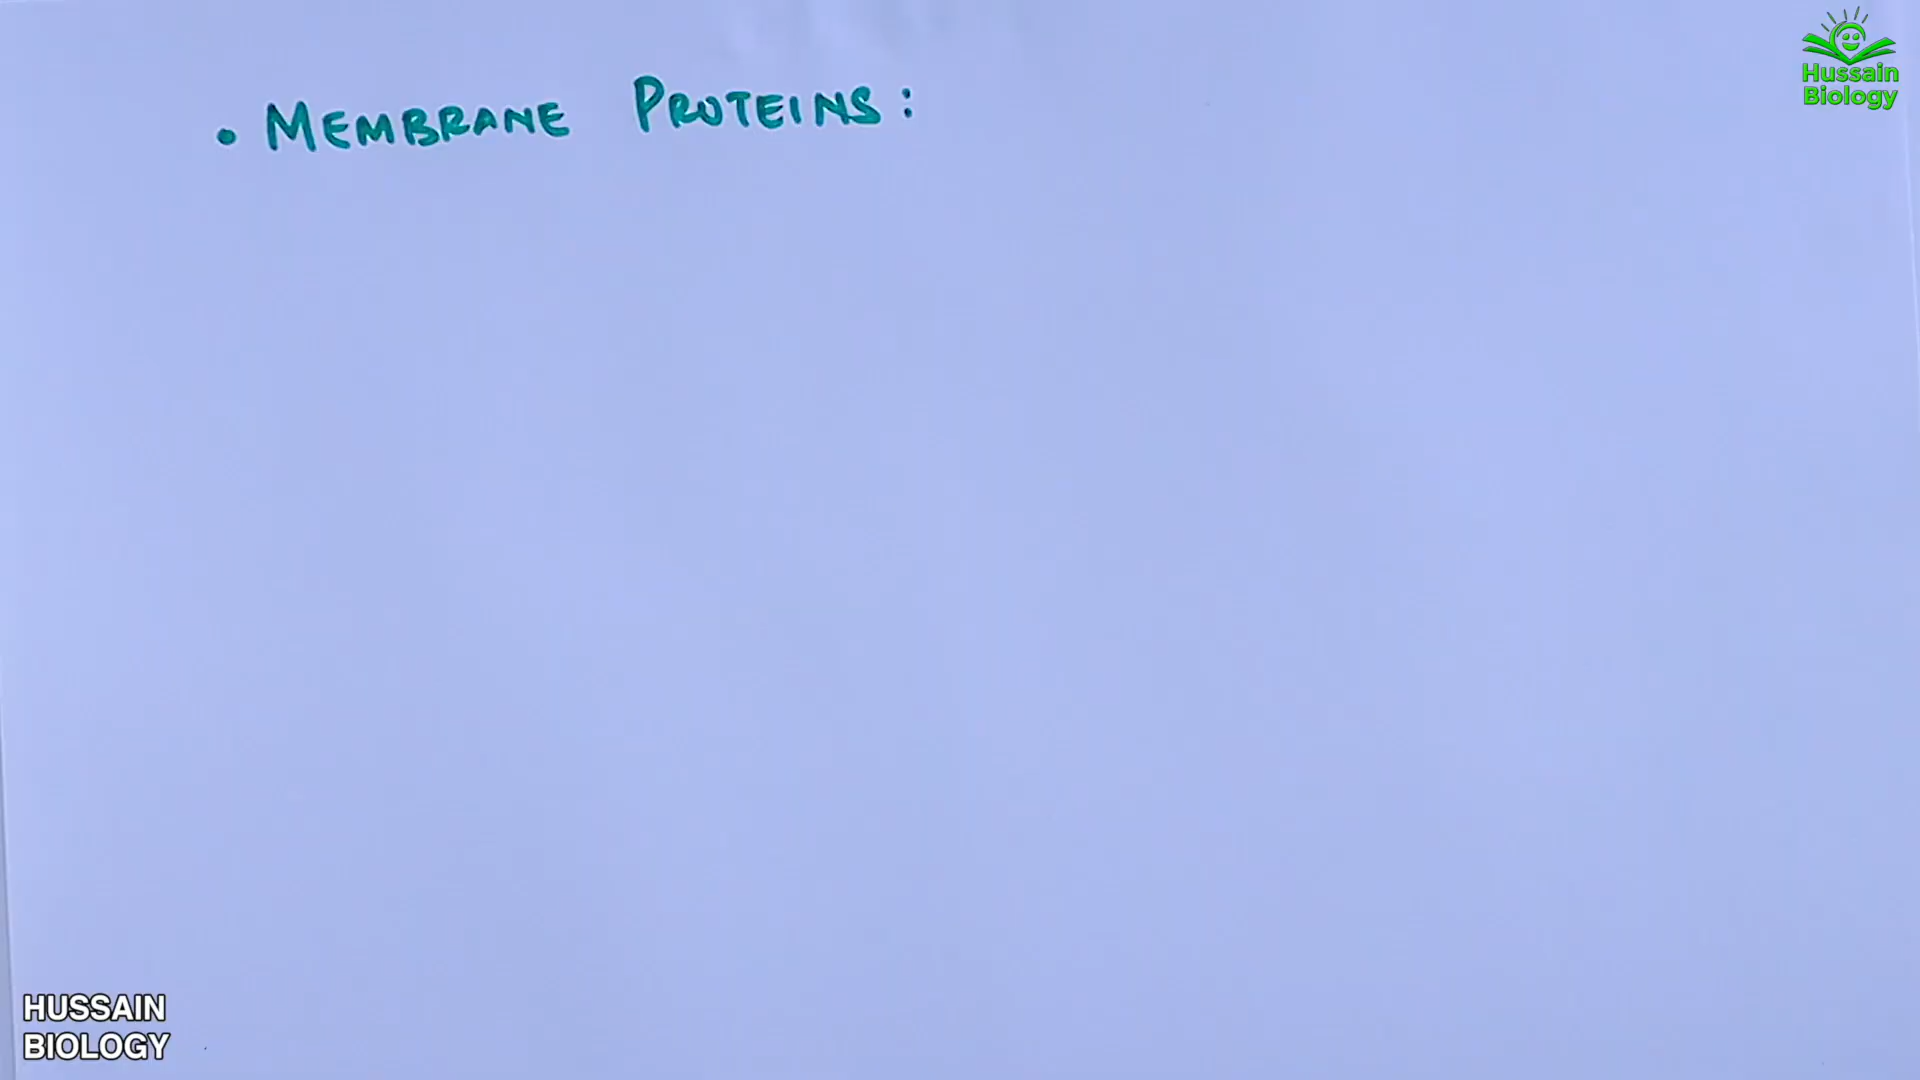 • MEMBRANE PROTEINS:
Hussain
Biology
HUSSAIN
BIOLOGY